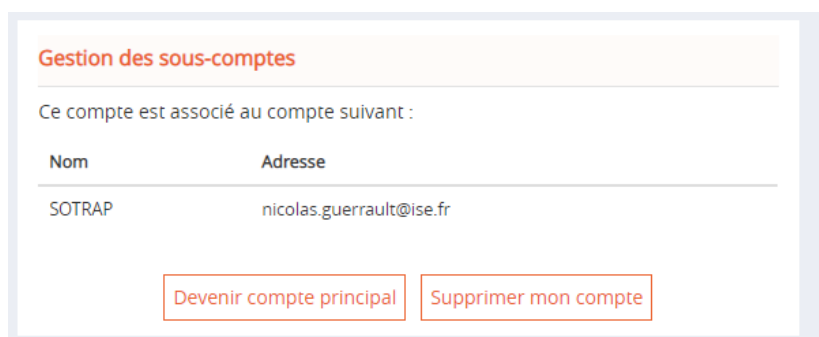 Gestion des sous-comptes
Ce compte est associé au compte suivant :
Nom Adresse
SOTRAP nicolas.guerrault@ise.fr
Devenir compte principal Supprimer mon compte